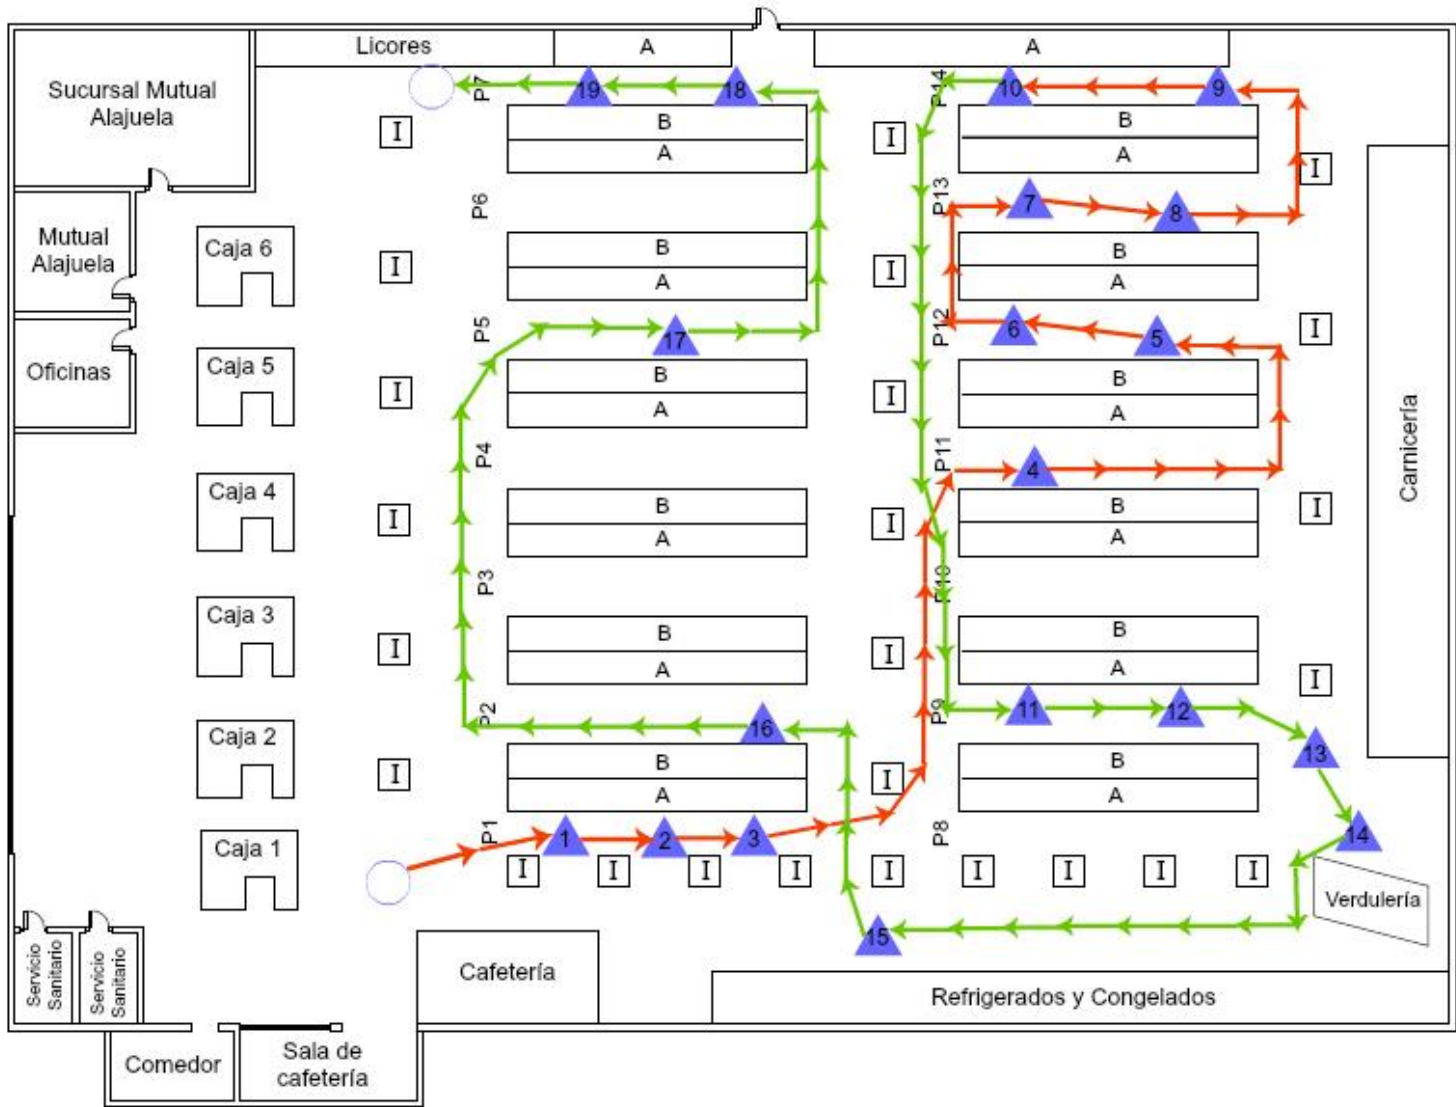 Licores
A
A
Sucursal Mutual
Alajuela
P7
19
18
P14
10
9
I
B
A
I
B
A
I
P6
P13
7
8
Mutual
Alajuela
Caja 6
I
B
A
I
B
A
P5
17
P12
6
5
I
Oficinas
Caja 5
I
B
A
I
B
A
Carnicería
P4
P11
4
Caja 4
I
B
A
I
B
A
I
P3
P10
Caja 3
I
B
A
I
B
A
I
P2
16
P9
11
12
13
Caja 2
I
B
A
I
B
A
P1
1
2
3
P8
14
Caja 1
I
I
I
I
I
I
I
I
I
Verdulería
15
Servicio
Sanitario
Servicio
Sanitario
Cafetería
Refrigerados y Congelados
Comedor
Sala de
cafetería